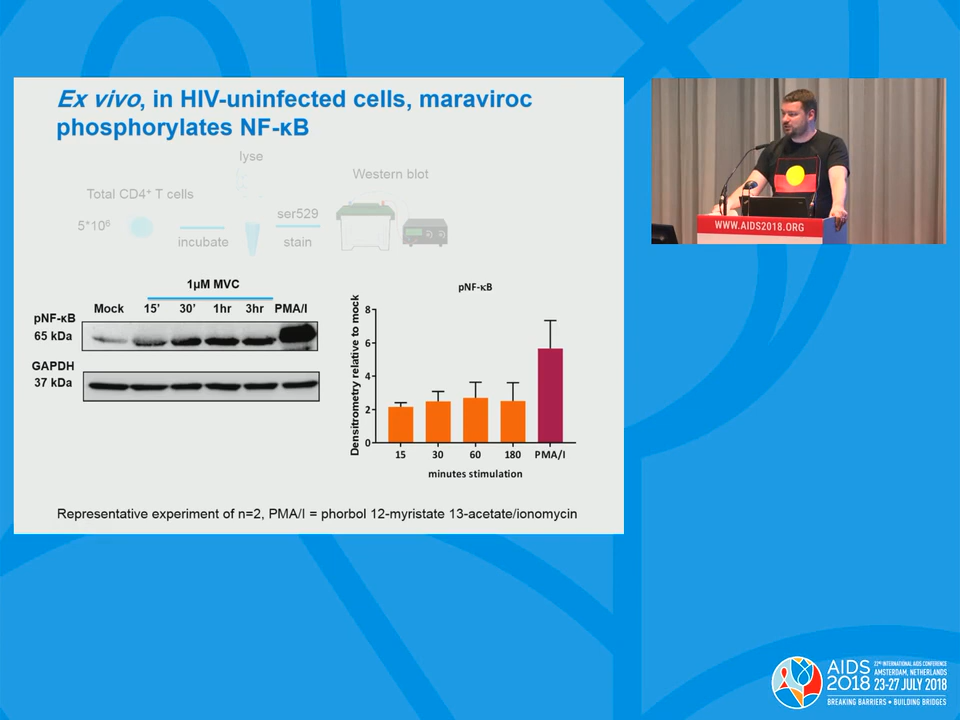 Ex vivo, in HIV-uninfected cells, maraviroc
phosphorylates NF-κB
lyse
Total CD4⁺ T cells
5*10⁶
incubate
ser529
stain
Western blot
1µM MVC
Mock 15’ 30’ 1hr 3hr PMA/I
pNF-κB
65 kDa
GAPDH
37 kDa
pNF-κB
Densitrometry relative to mock
8
6
4
2
0
15 30 60 180 PMA/I
minutes stimulation
Representative experiment of n=2, PMA/I = phorbol 12-myristate 13-acetate/ionomycin
WWW.AIDS2018.ORG
AIDS
2018
22ND INTERNATIONAL AIDS CONFERENCE
AMSTERDAM, NETHERLANDS
23-27 JULY 2018
BREAKING BARRIERS • BUILDING BRIDGES